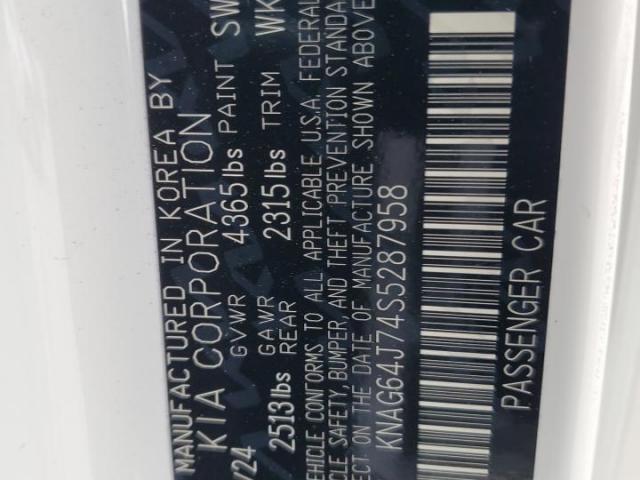 MANUFACTURED IN KOREA BY
KIA CORPORATION
/24 GVWR 4365lbs PAINT SW
2513lbs GAWR REAR 2315lbs TRIM WK
VEHICLE CONFORMS TO ALL APPLICABLE U.S.A. FEDERAL
ICLE SAFETY, BUMPER, AND THEFT PREVENTION STANDA
ECT ON THE DATE OF MANUFACTURE SHOWN ABOVE
KNAG64J74S5287958
PASSENGER CAR